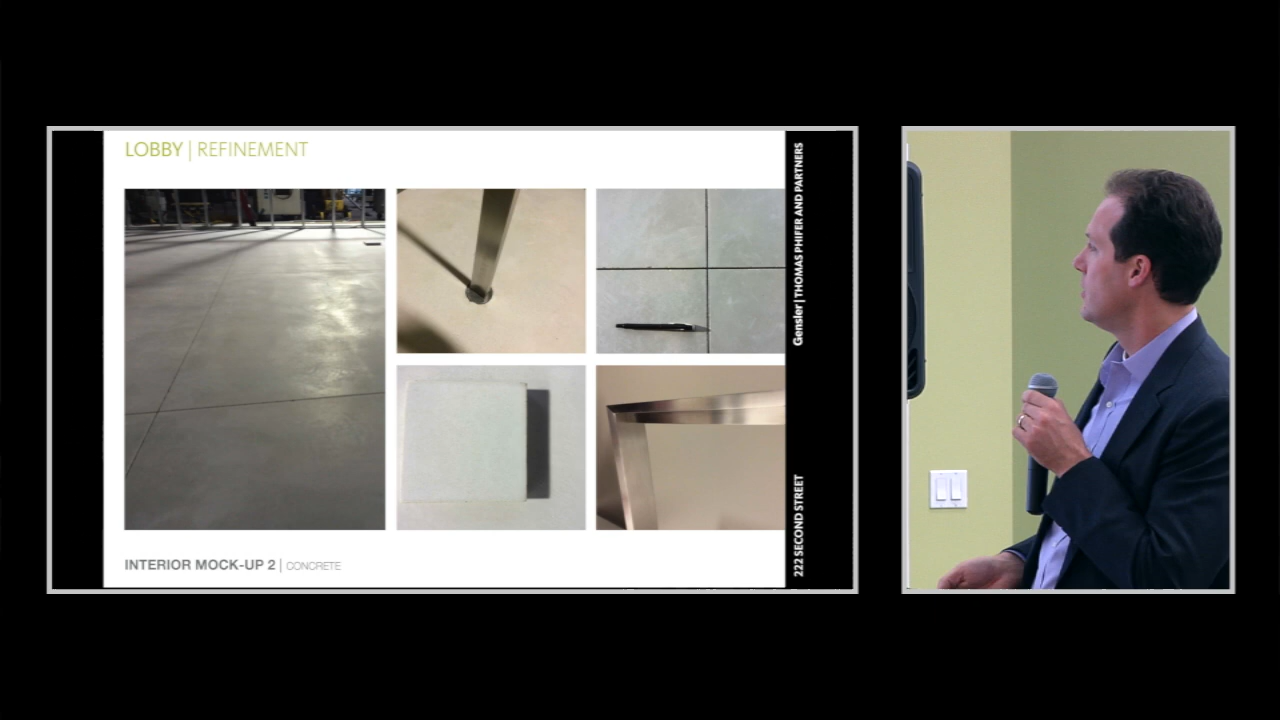 LOBBY | REFINEMENT
INTERIOR MOCK-UP 2 | CONCRETE
Gensler | THOMAS PHIFER AND PARTNERS
222 SECOND STREET